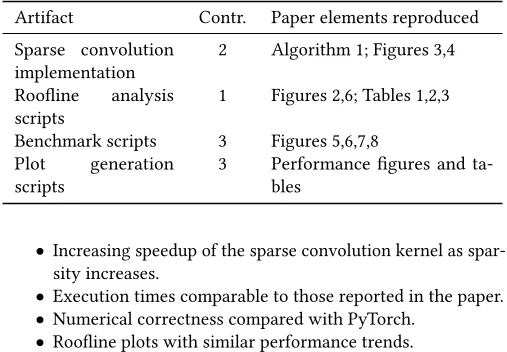 Artifact Contr. Paper elements reproduced
Sparse convolution 2 Algorithm 1; Figures 3,4
implementation
Roofline analysis 1 Figures 2,6; Tables 1,2,3
scripts
Benchmark scripts 3 Figures 5,6,7,8
Plot generation 3 Performance figures and ta-
scripts bles
• Increasing speedup of the sparse convolution kernel as spar-
sity increases.
• Execution times comparable to those reported in the paper.
• Numerical correctness compared with PyTorch.
• Roofline plots with similar performance trends.